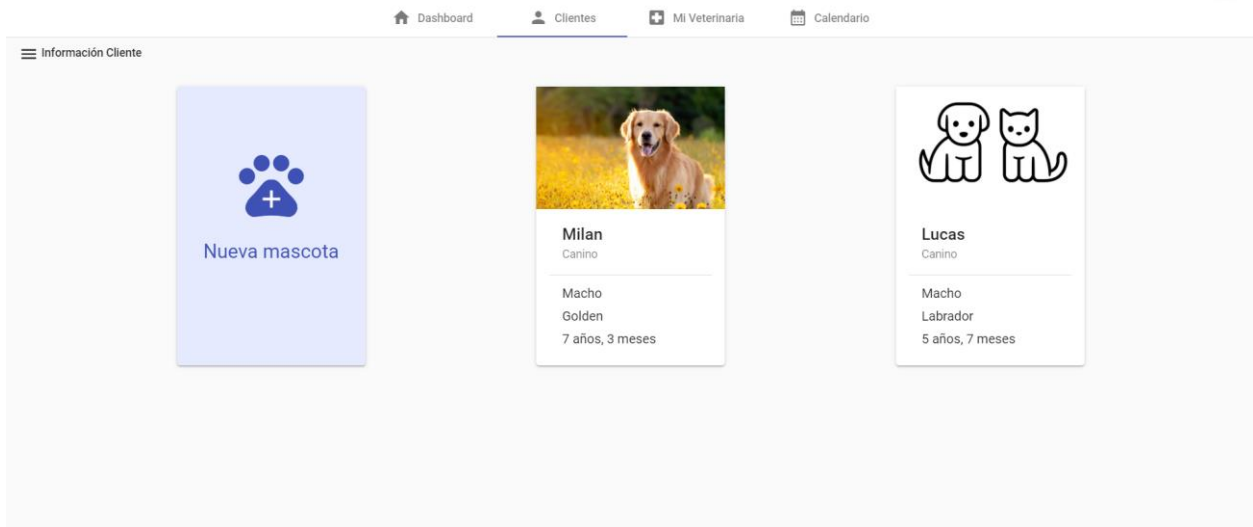 Dashboard
Clientes
Mi Veterinaria
Calendario
Información Cliente
Nueva mascota
Milan
Canino
Macho
Golden
7 años, 3 meses
Lucas
Canino
Macho
Labrador
5 años, 7 meses